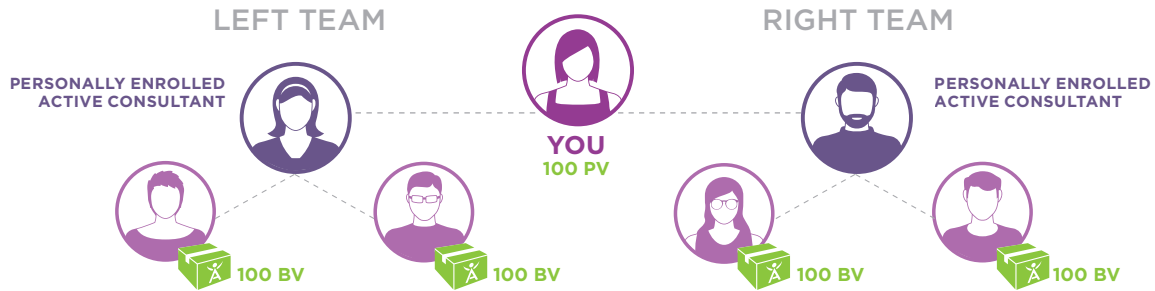 LEFT TEAM
RIGHT TEAM
PERSONALLY ENROLLED
ACTIVE CONSULTANT
PERSONALLY ENROLLED
ACTIVE CONSULTANT
YOU
100 PV
100 BV
100 BV
100 BV
100 BV